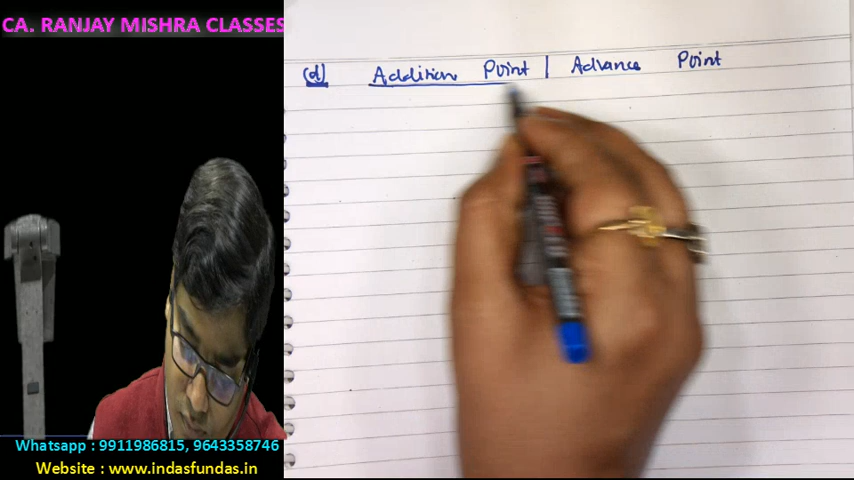 CA. RANJAY MISHRA CLASSES
(d) Addition Point | Advance Point
Whatsapp : 9911986815, 9643358746
Website : www.indasfundas.in